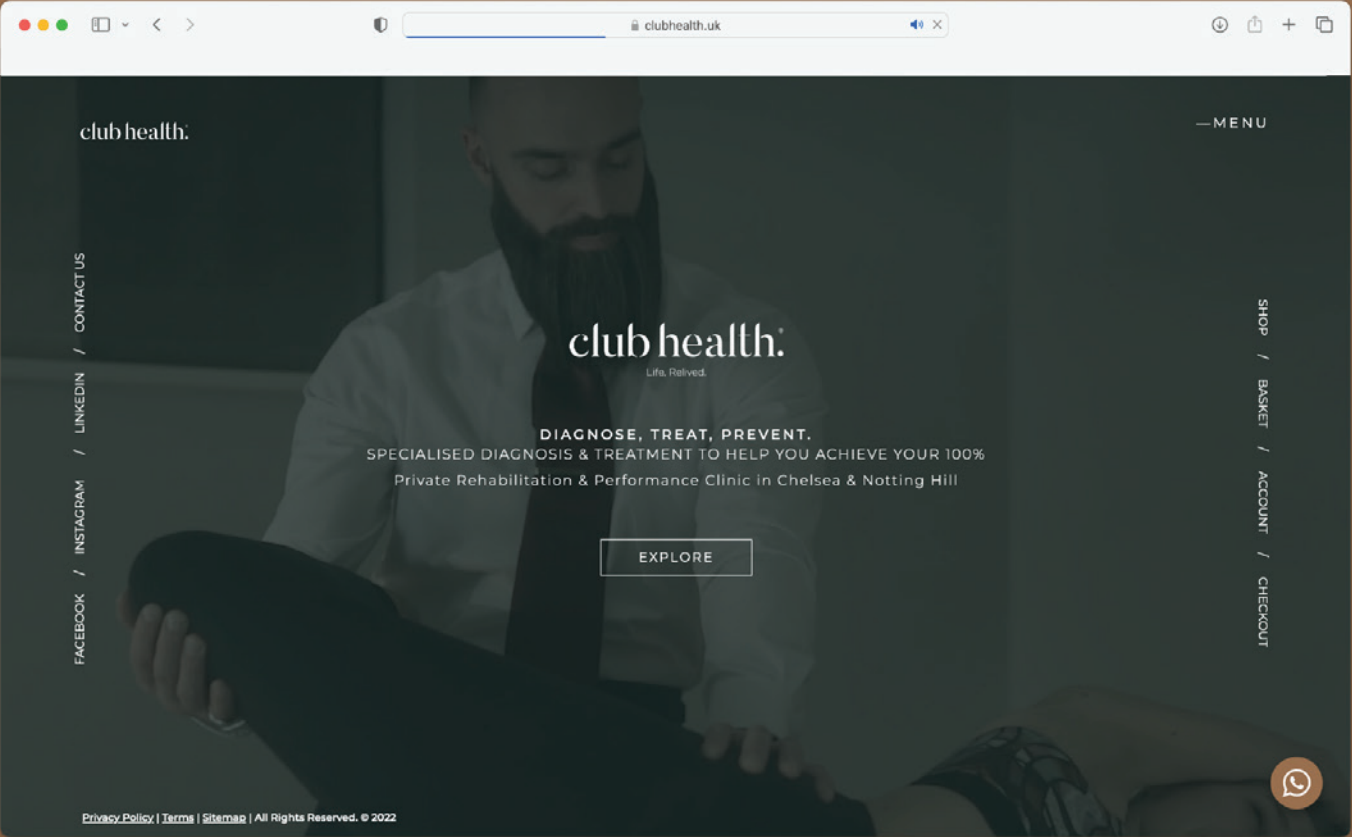 clubhealth.uk
club health.
—MENU
FACEBOOK / INSTAGRAM / LINKEDIN / CONTACT US
SHOP / BASKET / ACCOUNT / CHECKOUT
club health.
Life. Relived.
DIAGNOSE, TREAT, PREVENT.
SPECIALISED DIAGNOSIS & TREATMENT TO HELP YOU ACHIEVE YOUR 100%
Private Rehabilitation & Performance Clinic in Chelsea & Notting Hill
EXPLORE
Privacy Policy | Terms | Sitemap | All Rights Reserved. © 2022